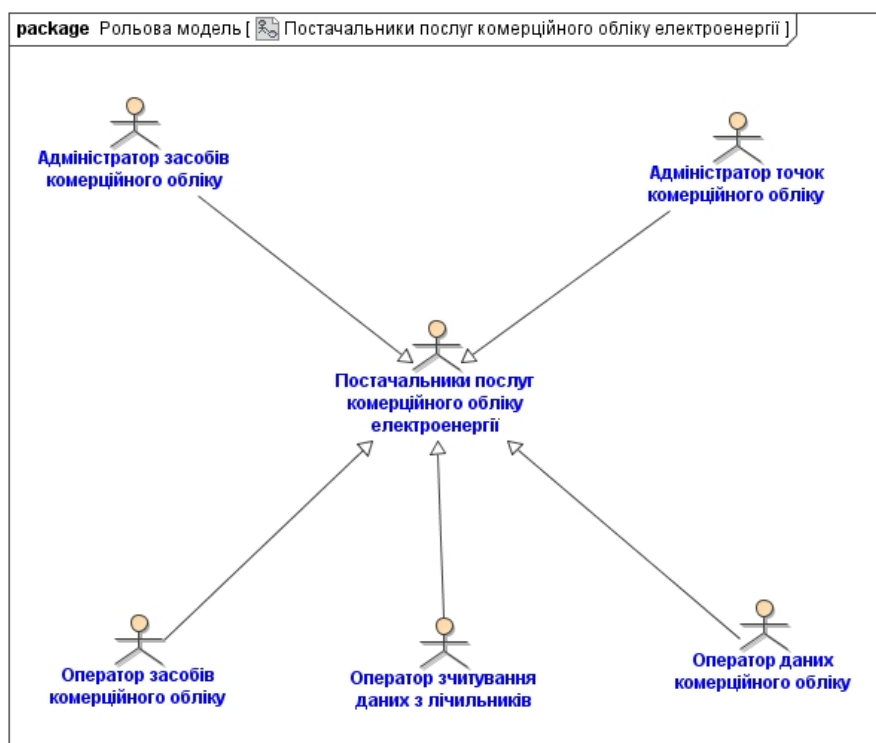 package Рольова модель [ Постачальники послуг комерційного обліку електроенергії ]
Адміністратор засобів
комерційного обліку
Адміністратор точок
комерційного обліку
Постачальники послуг
комерційного обліку
електроенергії
Оператор засобів
комерційного обліку
Оператор зчитування
даних з лічильників
Оператор даних
комерційного обліку